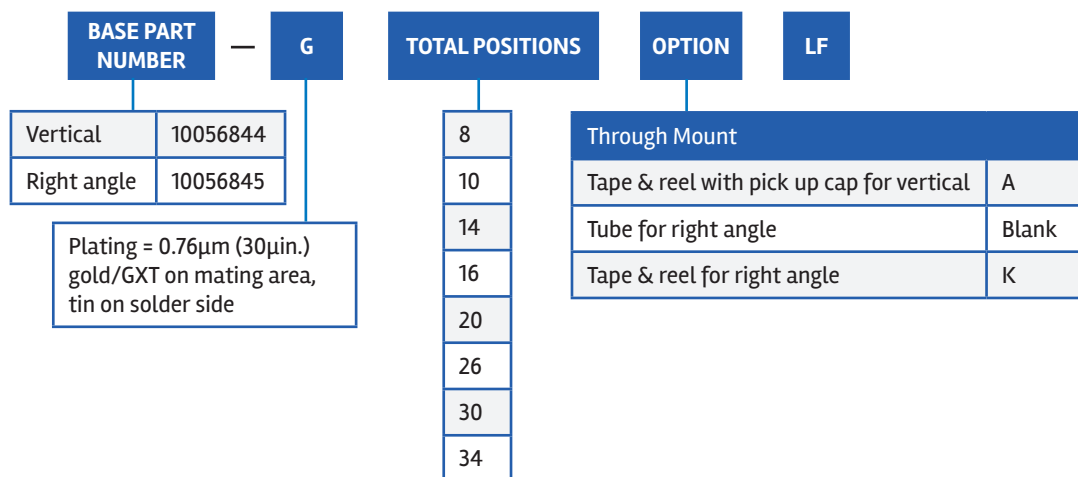 BASE PART
NUMBER
—
G
TOTAL POSITIONS
OPTION
LF
Vertical 10056844
Right angle 10056845
Plating = 0.76µm (30µin.)
gold/GXT on mating area,
tin on solder side
8
10
14
16
20
26
30
34
Through Mount
Tape & reel with pick up cap for vertical A
Tube for right angle Blank
Tape & reel for right angle K